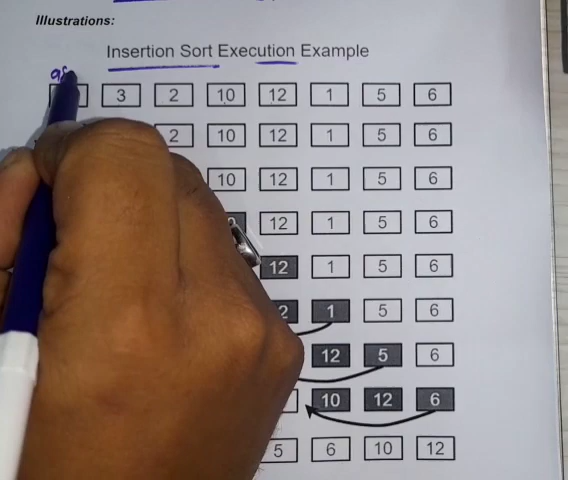 Illustrations:
Insertion Sort Execution Example
3 2 10 12 1 5 6
2 10 12 1 5 6
10 12 1 5 6
12 1 5 6
12 1 5 6
1 5 6
12 5 6
10 12 6
5 6 10 12